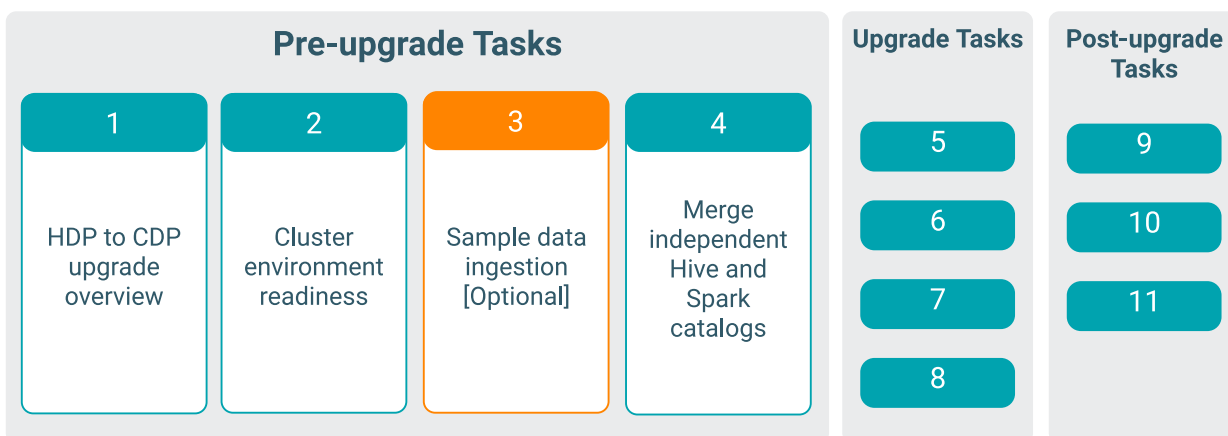 Pre-upgrade Tasks
1
HDP to CDP
upgrade
overview
2
Cluster
environment
readiness
3
Sample data
ingestion
[Optional]
4
Merge
independent
Hive and
Spark
catalogs
Upgrade Tasks
5
6
7
8
Post-upgrade
Tasks
9
10
11